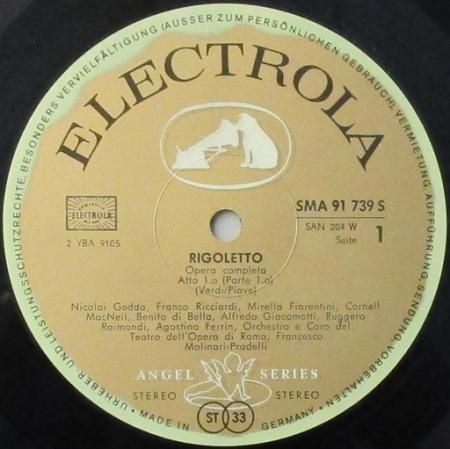 URHEBER- UND LEISTUNGSSCHUTZRECHTE, BESONDERS VERVIELFÄLTIGUNG (AUSSER ZUM PERSÖNLICHEN GEBRAUCH), VERMIETUNG, AUFFÜHRUNG, SENDUNG, VORBEHALTEN
ELECTROLA
ELECTROLA
2 YBA 9105
SMA 91 739 S
SAN 204 W
Seite 1
RIGOLETTO
Opera completa
Atto 1.o (Parte 1.a)
(Verdi/Piave)
Nicolai Gedda, Franco Ricciardi, Mirella Fiorentini, Cornell
MacNeil, Benito di Bella, Alfredo Giacomotti, Ruggero
Raimondi, Agostino Ferrin, Orchestra e Coro del
Teatro dell'Opera di Roma, Francesco
Molinari-Pradelli
ANGEL SERIES
STEREO STEREO
ST 33
• MADE IN GERMANY •